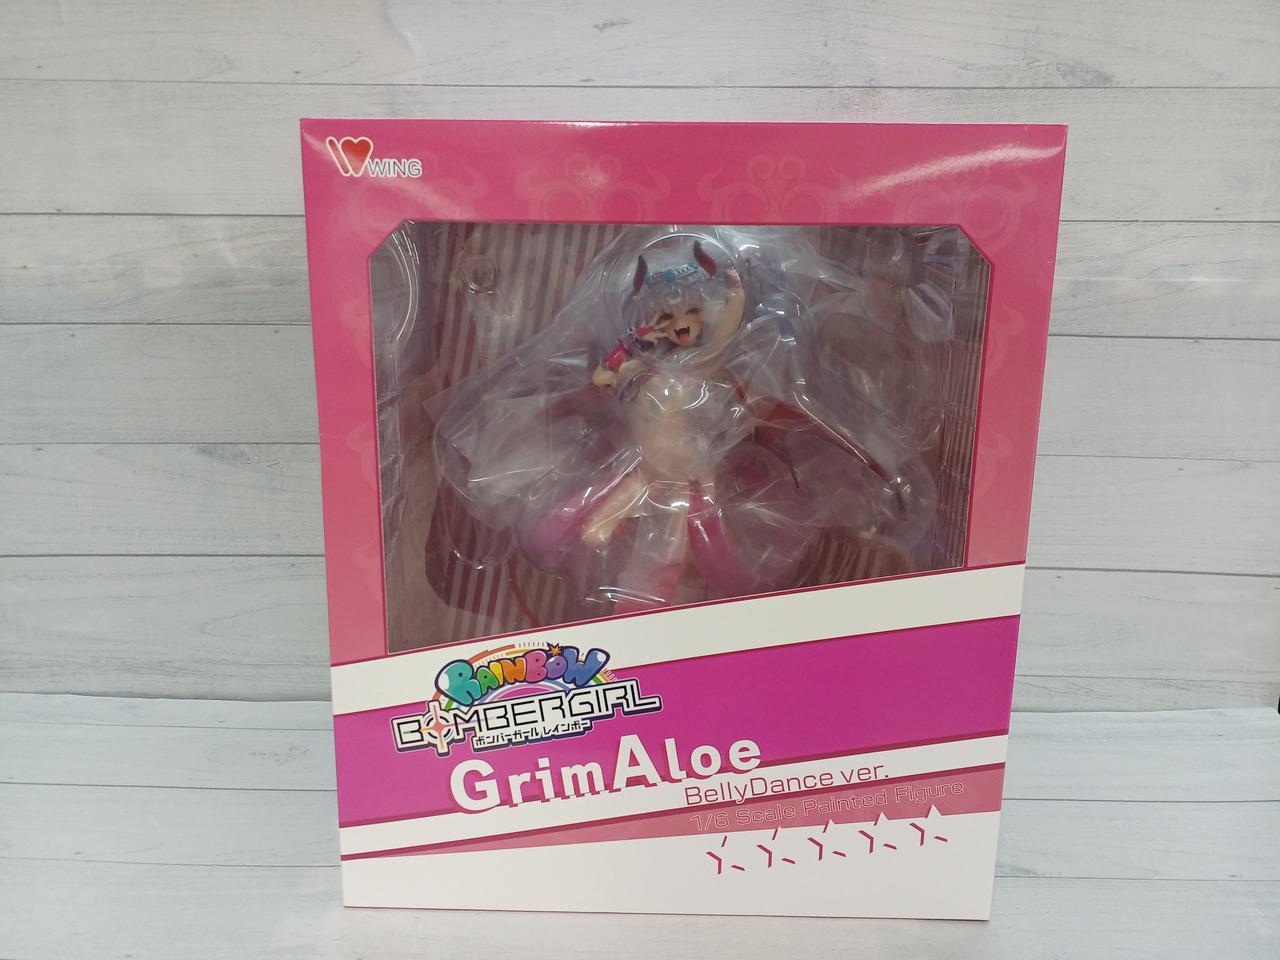 WING
RAINBOW
BOMBERGIRL
ボンバーガール レインボー
GrimAloe
BellyDance ver.
1/6 Scale Painted Figure